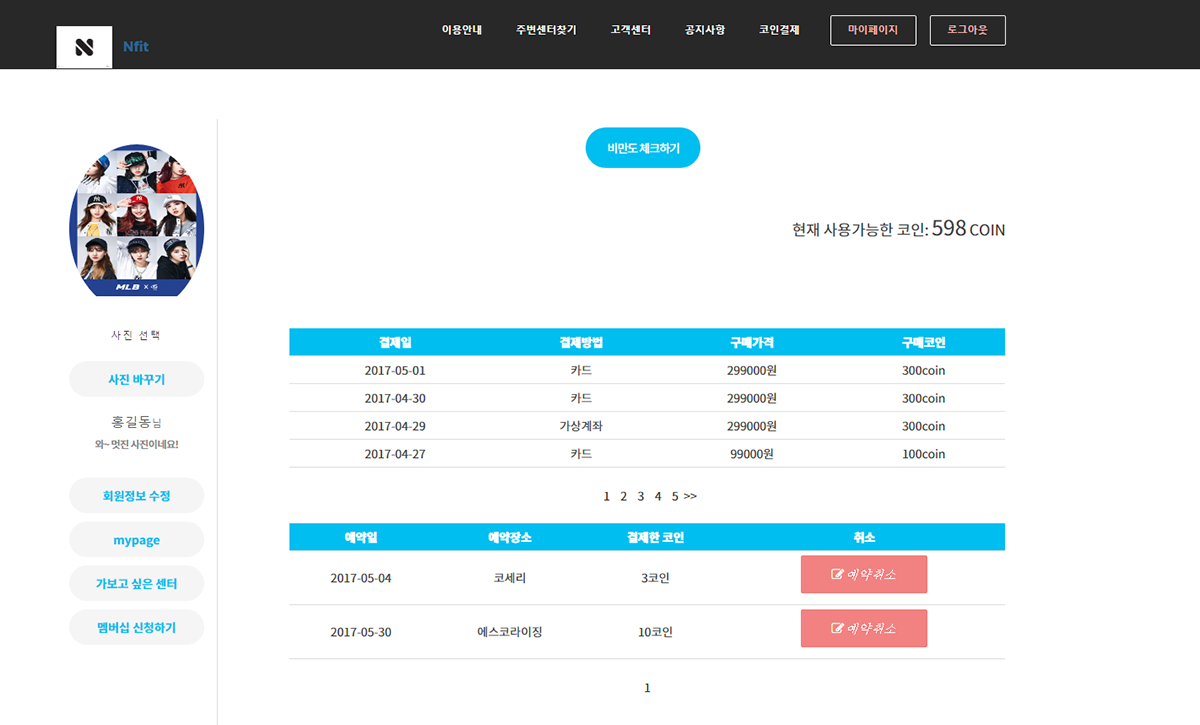 N Nfit 이용안내 주변센터찾기 고객센터 공지사항 코인결제 마이페이지 로그아웃
MLB X
사진 선택
사진 바꾸기
홍길동님
와~ 멋진 사진이네요!
회원정보 수정
mypage
가보고 싶은 센터
멤버십 신청하기
비만도 체크하기
현재 사용가능한 코인: 598 COIN
결제일 결제방법 구매가격 구매코인
2017-05-01 카드 299000원 300coin
2017-04-30 카드 299000원 300coin
2017-04-29 가상계좌 299000원 300coin
2017-04-27 카드 99000원 100coin
1 2 3 4 5 >>
예약일 예약장소 결제한 코인 취소
2017-05-04 코세리 3코인 예약취소
2017-05-30 에스코라이징 10코인 예약취소
1